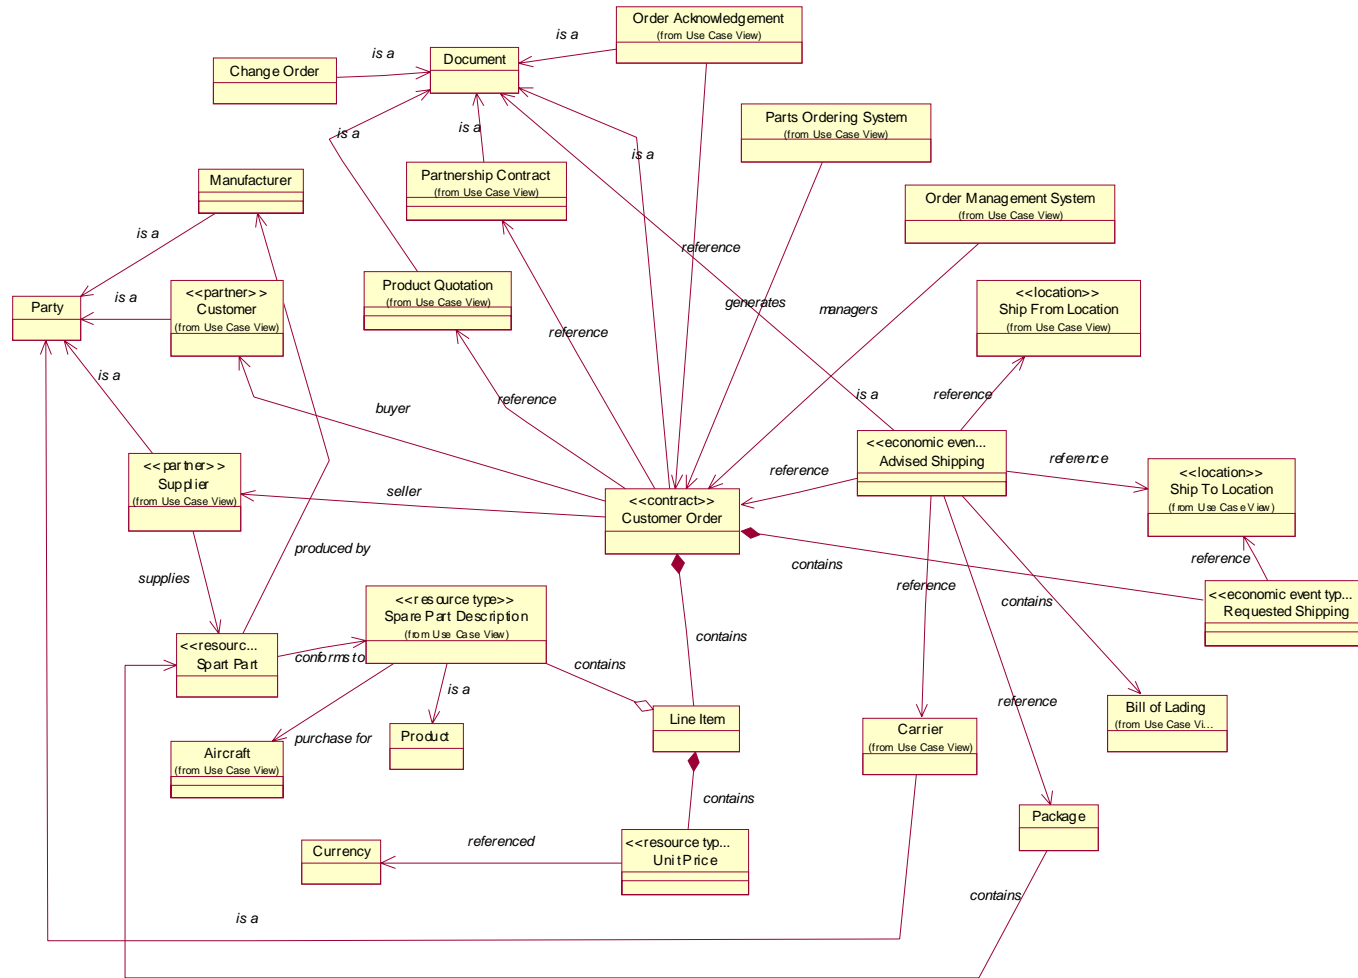 Order Acknowledgement
(from Use Case View)
is a
is a
Document
Change Order
Parts Ordering System
(from Use Case View)
is a
is a
is a
Manufacturer
Partnership Contract
(from Use Case View)
Order Management System
(from Use Case View)
is a
reference
<<partner>>
Customer
(from Use Case View)
Product Quotation
(from Use Case View)
<<location>>
Ship From Location
(from Use Case View)
Party
is a
generates
managers
reference
is a
buyer
reference
is a
reference
<<economic even...
Advised Shipping
<<partner>>
Supplier
(from Use Case View)
reference
reference
<<location>>
Ship To Location
(from Use Case View)
seller
<<contract>>
Customer Order
produced by
contains
reference
supplies
reference
contains
<<economic event typ...
Requested Shipping
<<resource type>>
Spare Part Description
(from Use Case View)
<<resourc...
Spart Part
conforms to
contains
contains
is a
reference
Line Item
Bill of Lading
(from Use Case Vi...
Carrier
(from Use Case View)
Product
purchase for
Aircraft
(from Use Case View)
contains
Package
<<resource typ...
Unit Price
referenced
Currency
contains
is a